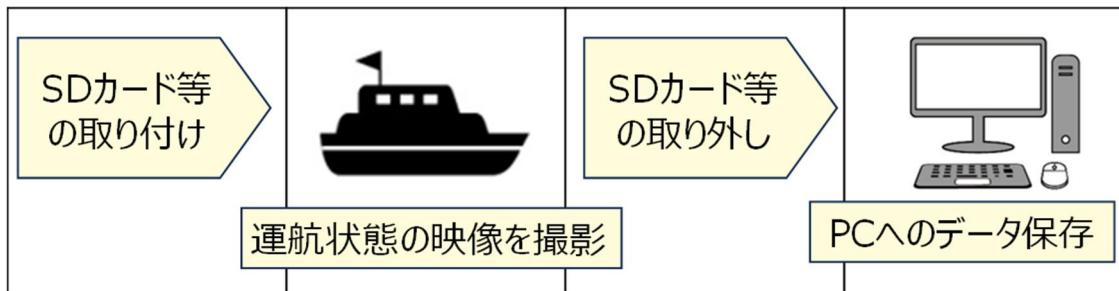 SDカード等
の取り付け
運航状態の映像を撮影
SDカード等
の取り外し
PCへのデータ保存